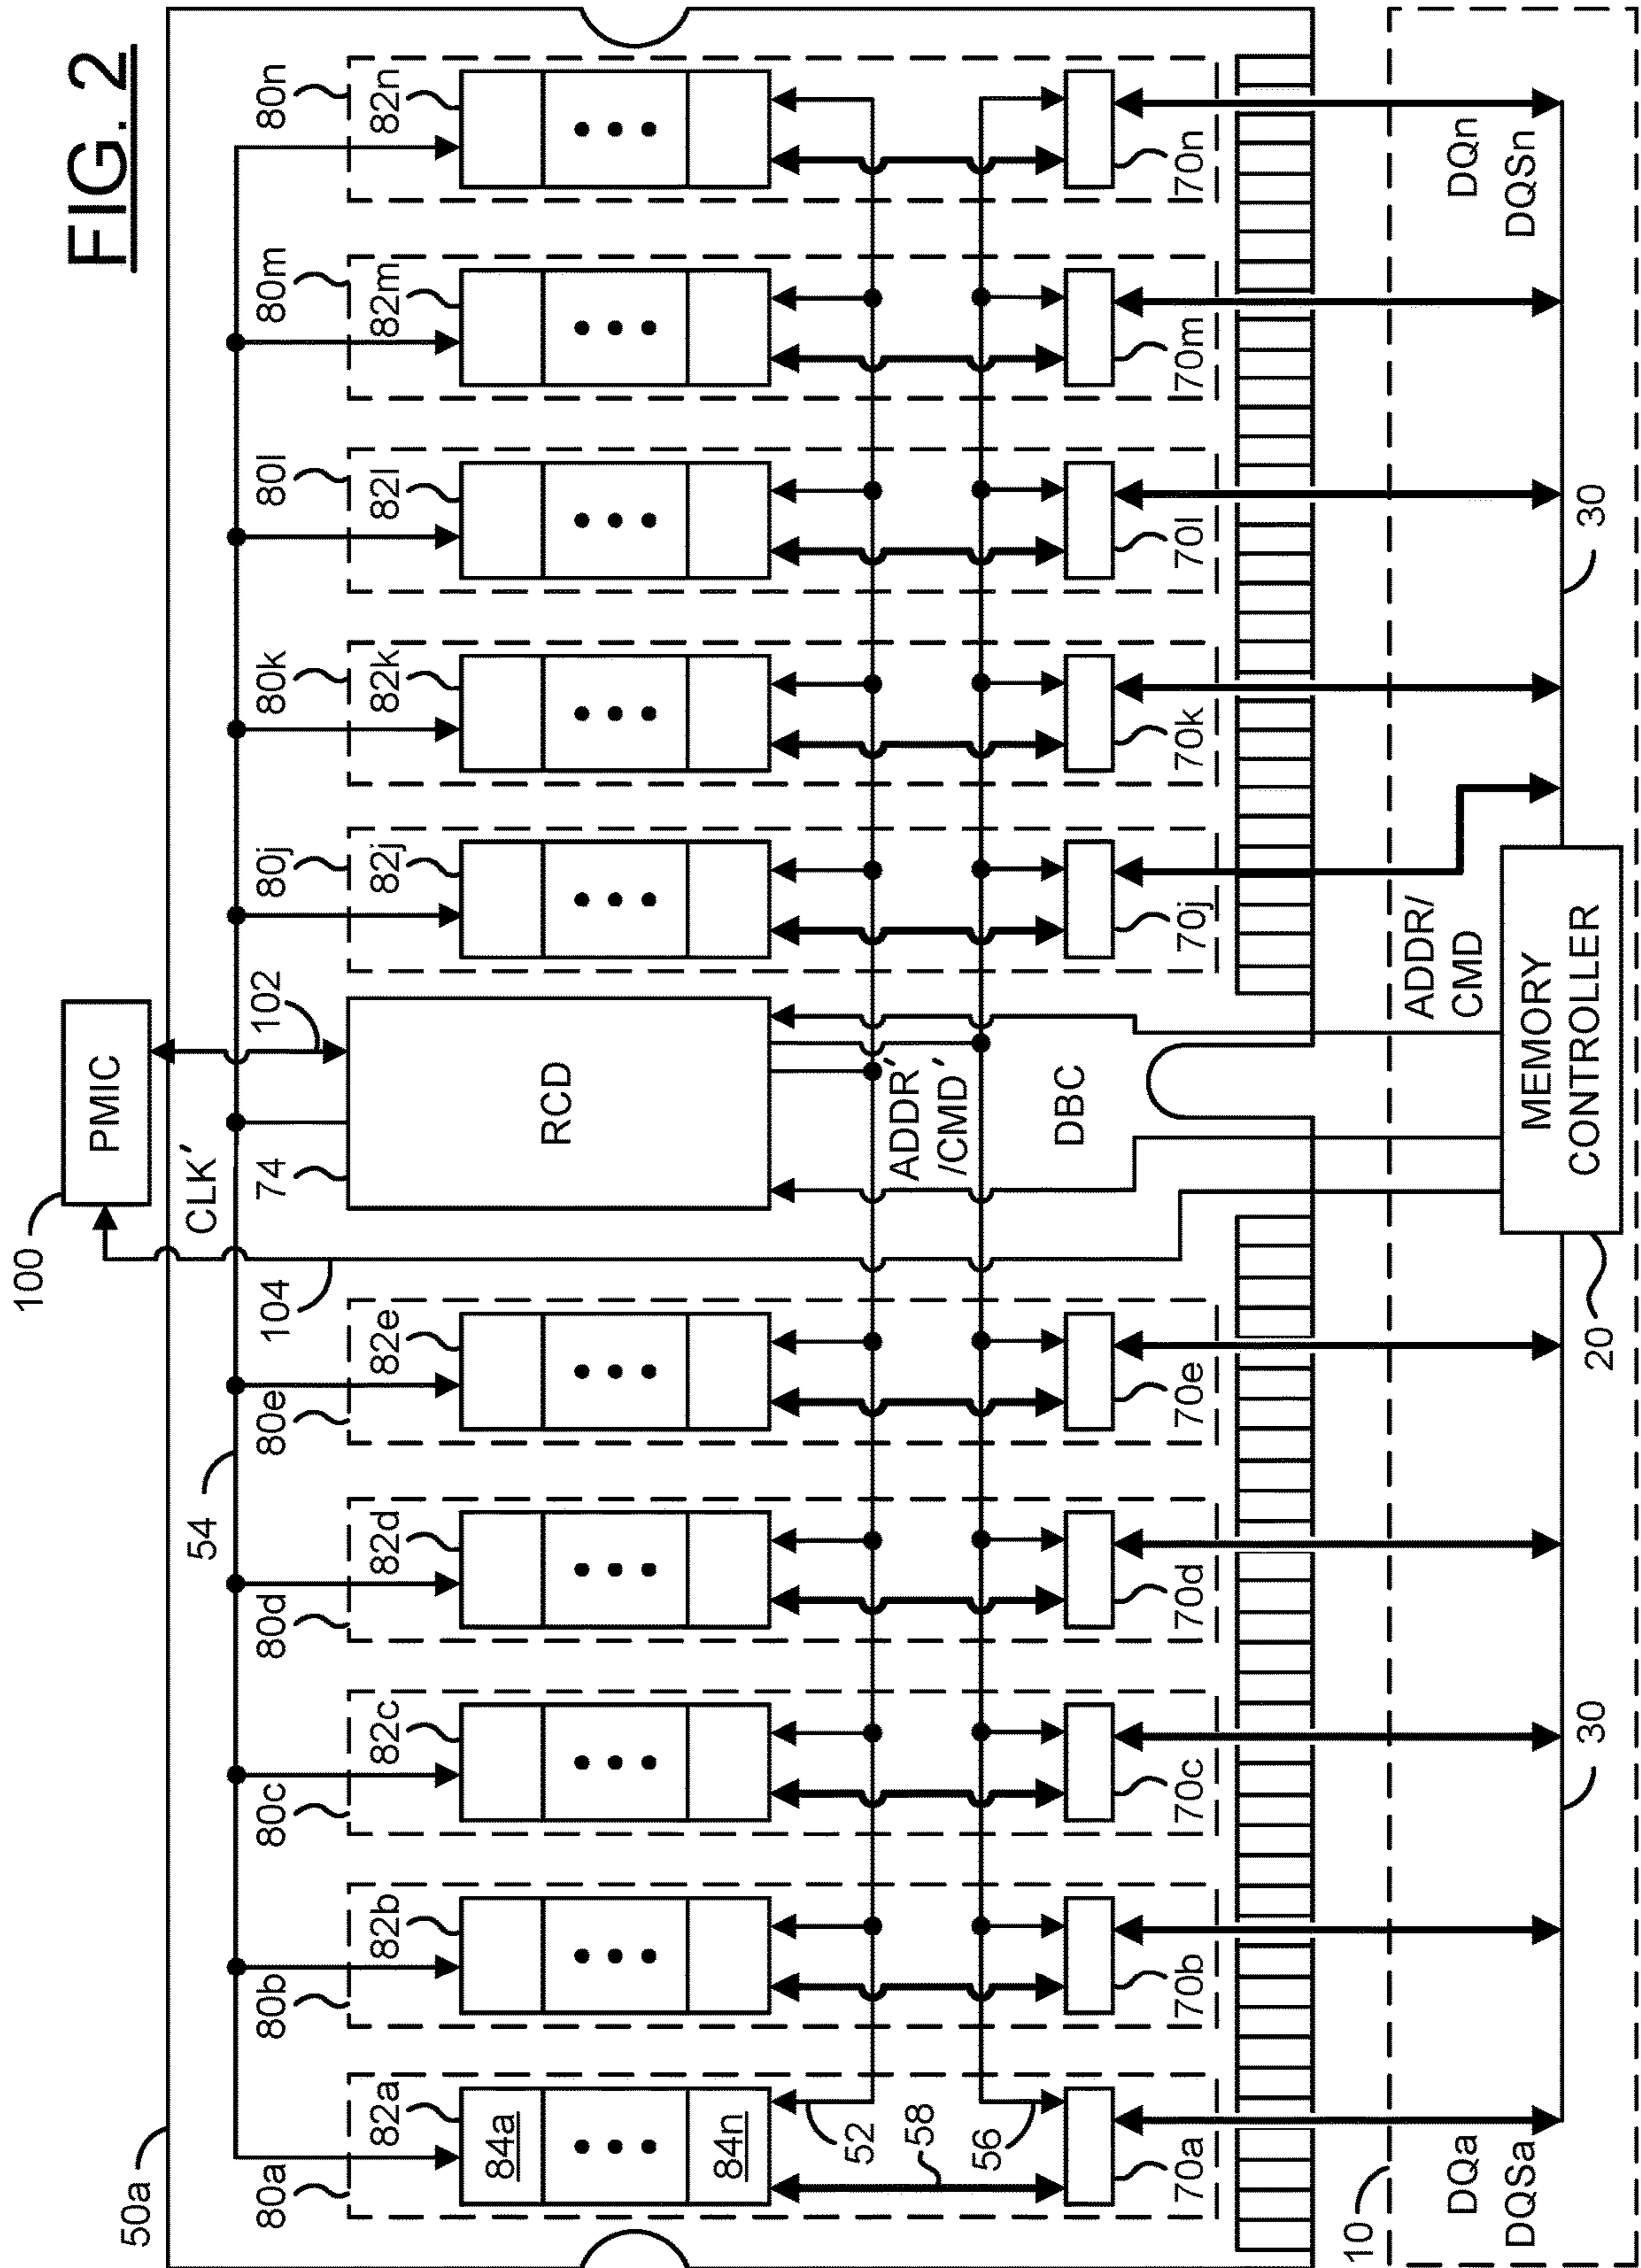 FIG. 2
50a
100
PMIC
102
104
CLK′
54
74
RCD
80a
80b
80c
80d
80e
80j
80k
80l
80m
80n
82a
82b
82c
82d
82e
82j
82k
82l
82m
82n
84a
84n
52
58
56
ADDR′
/CMD′
DBC
70a
70b
70c
70d
70e
70j
70k
70l
70m
70n
10
DQa
DQSa
30
20
MEMORY
CONTROLLER
ADDR/
CMD
30
DQn
DQSn